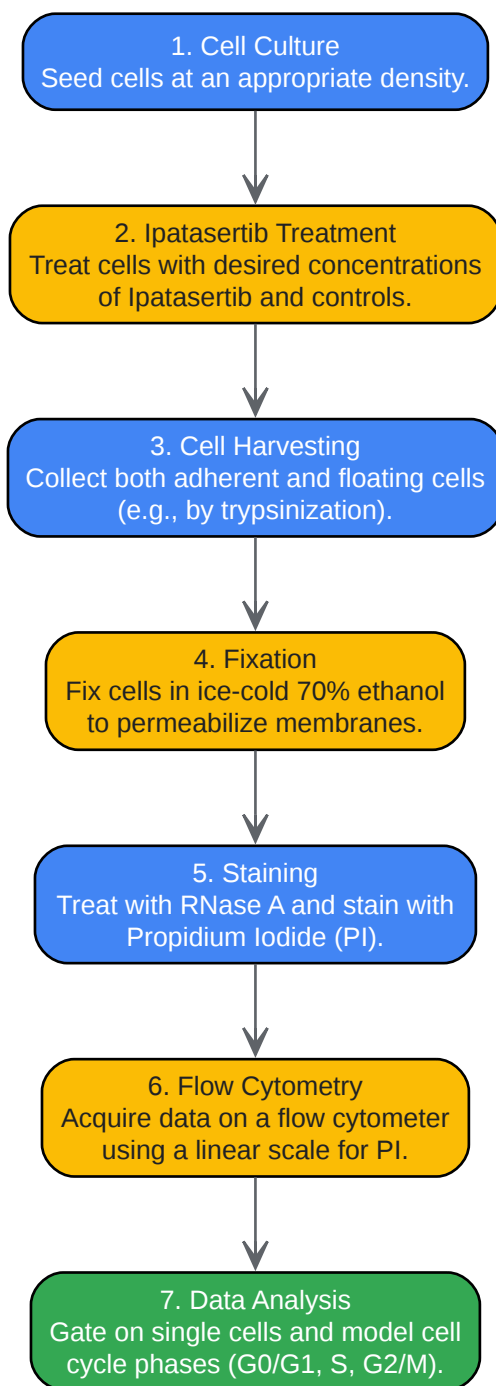 1. Cell Culture
Seed cells at an appropriate density.
2. Ipatasertib Treatment
Treat cells with desired concentrations
of Ipatasertib and controls.
3. Cell Harvesting
Collect both adherent and floating cells
(e.g., by trypsinization).
4. Fixation
Fix cells in ice-cold 70% ethanol
to permeabilize membranes.
5. Staining
Treat with RNase A and stain with
Propidium Iodide (PI).
6. Flow Cytometry
Acquire data on a flow cytometer
using a linear scale for PI.
7. Data Analysis
Gate on single cells and model cell
cycle phases (G0/G1, S, G2/M).